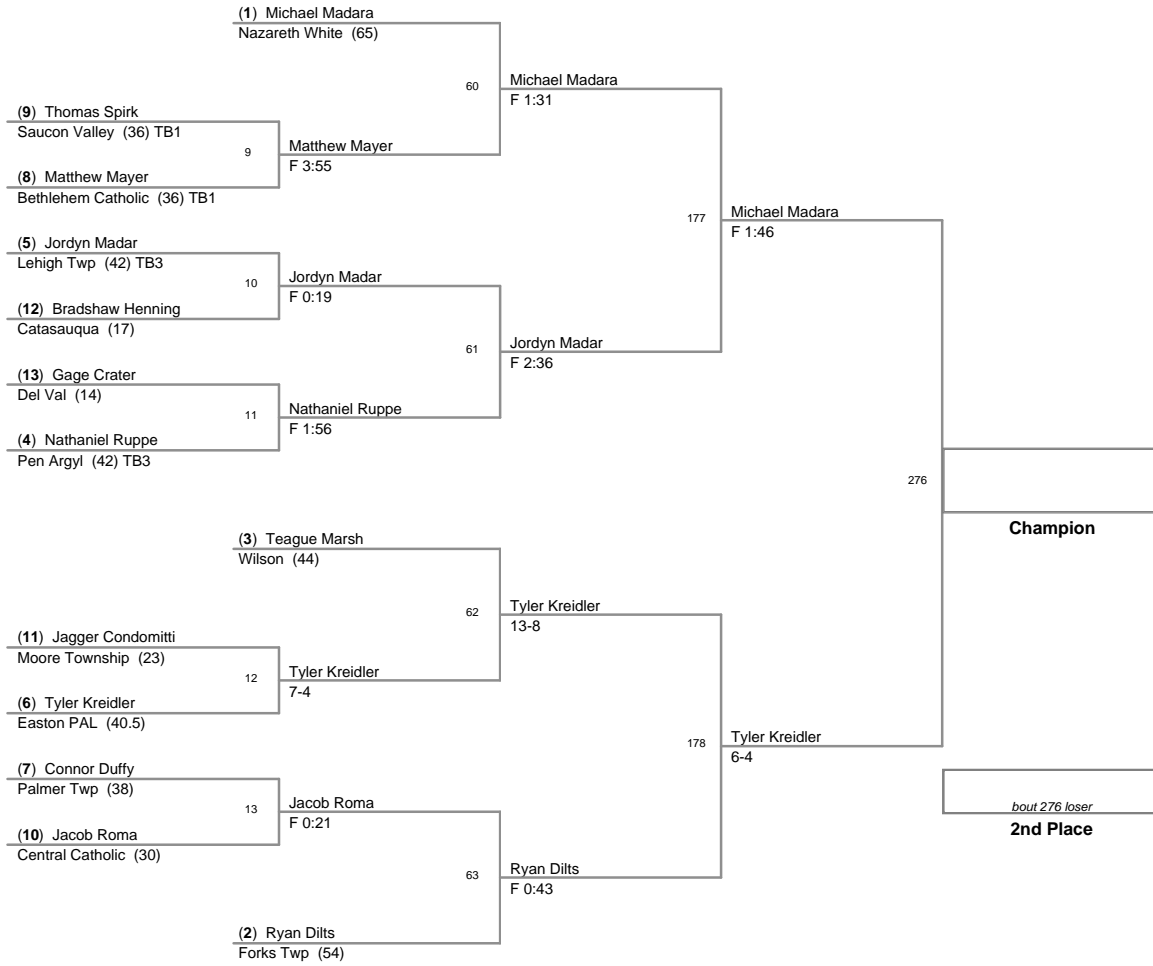 (1) Michael Madara
Nazareth White (65)
60
Michael Madara
F 1:31
(9) Thomas Spirk
Saucon Valley (36) TB1
9
Matthew Mayer
F 3:55
(8) Matthew Mayer
Bethlehem Catholic (36) TB1
177
Michael Madara
F 1:46
(5) Jordyn Madar
Lehigh Twp (42) TB3
10
Jordyn Madar
F 0:19
(12) Bradshaw Henning
Catasauqua (17)
61
Jordyn Madar
F 2:36
(13) Gage Crater
Del Val (14)
11
Nathaniel Ruppe
F 1:56
(4) Nathaniel Ruppe
Pen Argyl (42) TB3
276
Champion
(3) Teague Marsh
Wilson (44)
62
Tyler Kreidler
13-8
(11) Jagger Condomitti
Moore Township (23)
12
Tyler Kreidler
7-4
(6) Tyler Kreidler
Easton PAL (40.5)
178
Tyler Kreidler
6-4
(7) Connor Duffy
Palmer Twp (38)
13
Jacob Roma
F 0:21
(10) Jacob Roma
Central Catholic (30)
bout 276 loser
2nd Place
63
Ryan Dilts
F 0:43
(2) Ryan Dilts
Forks Twp (54)